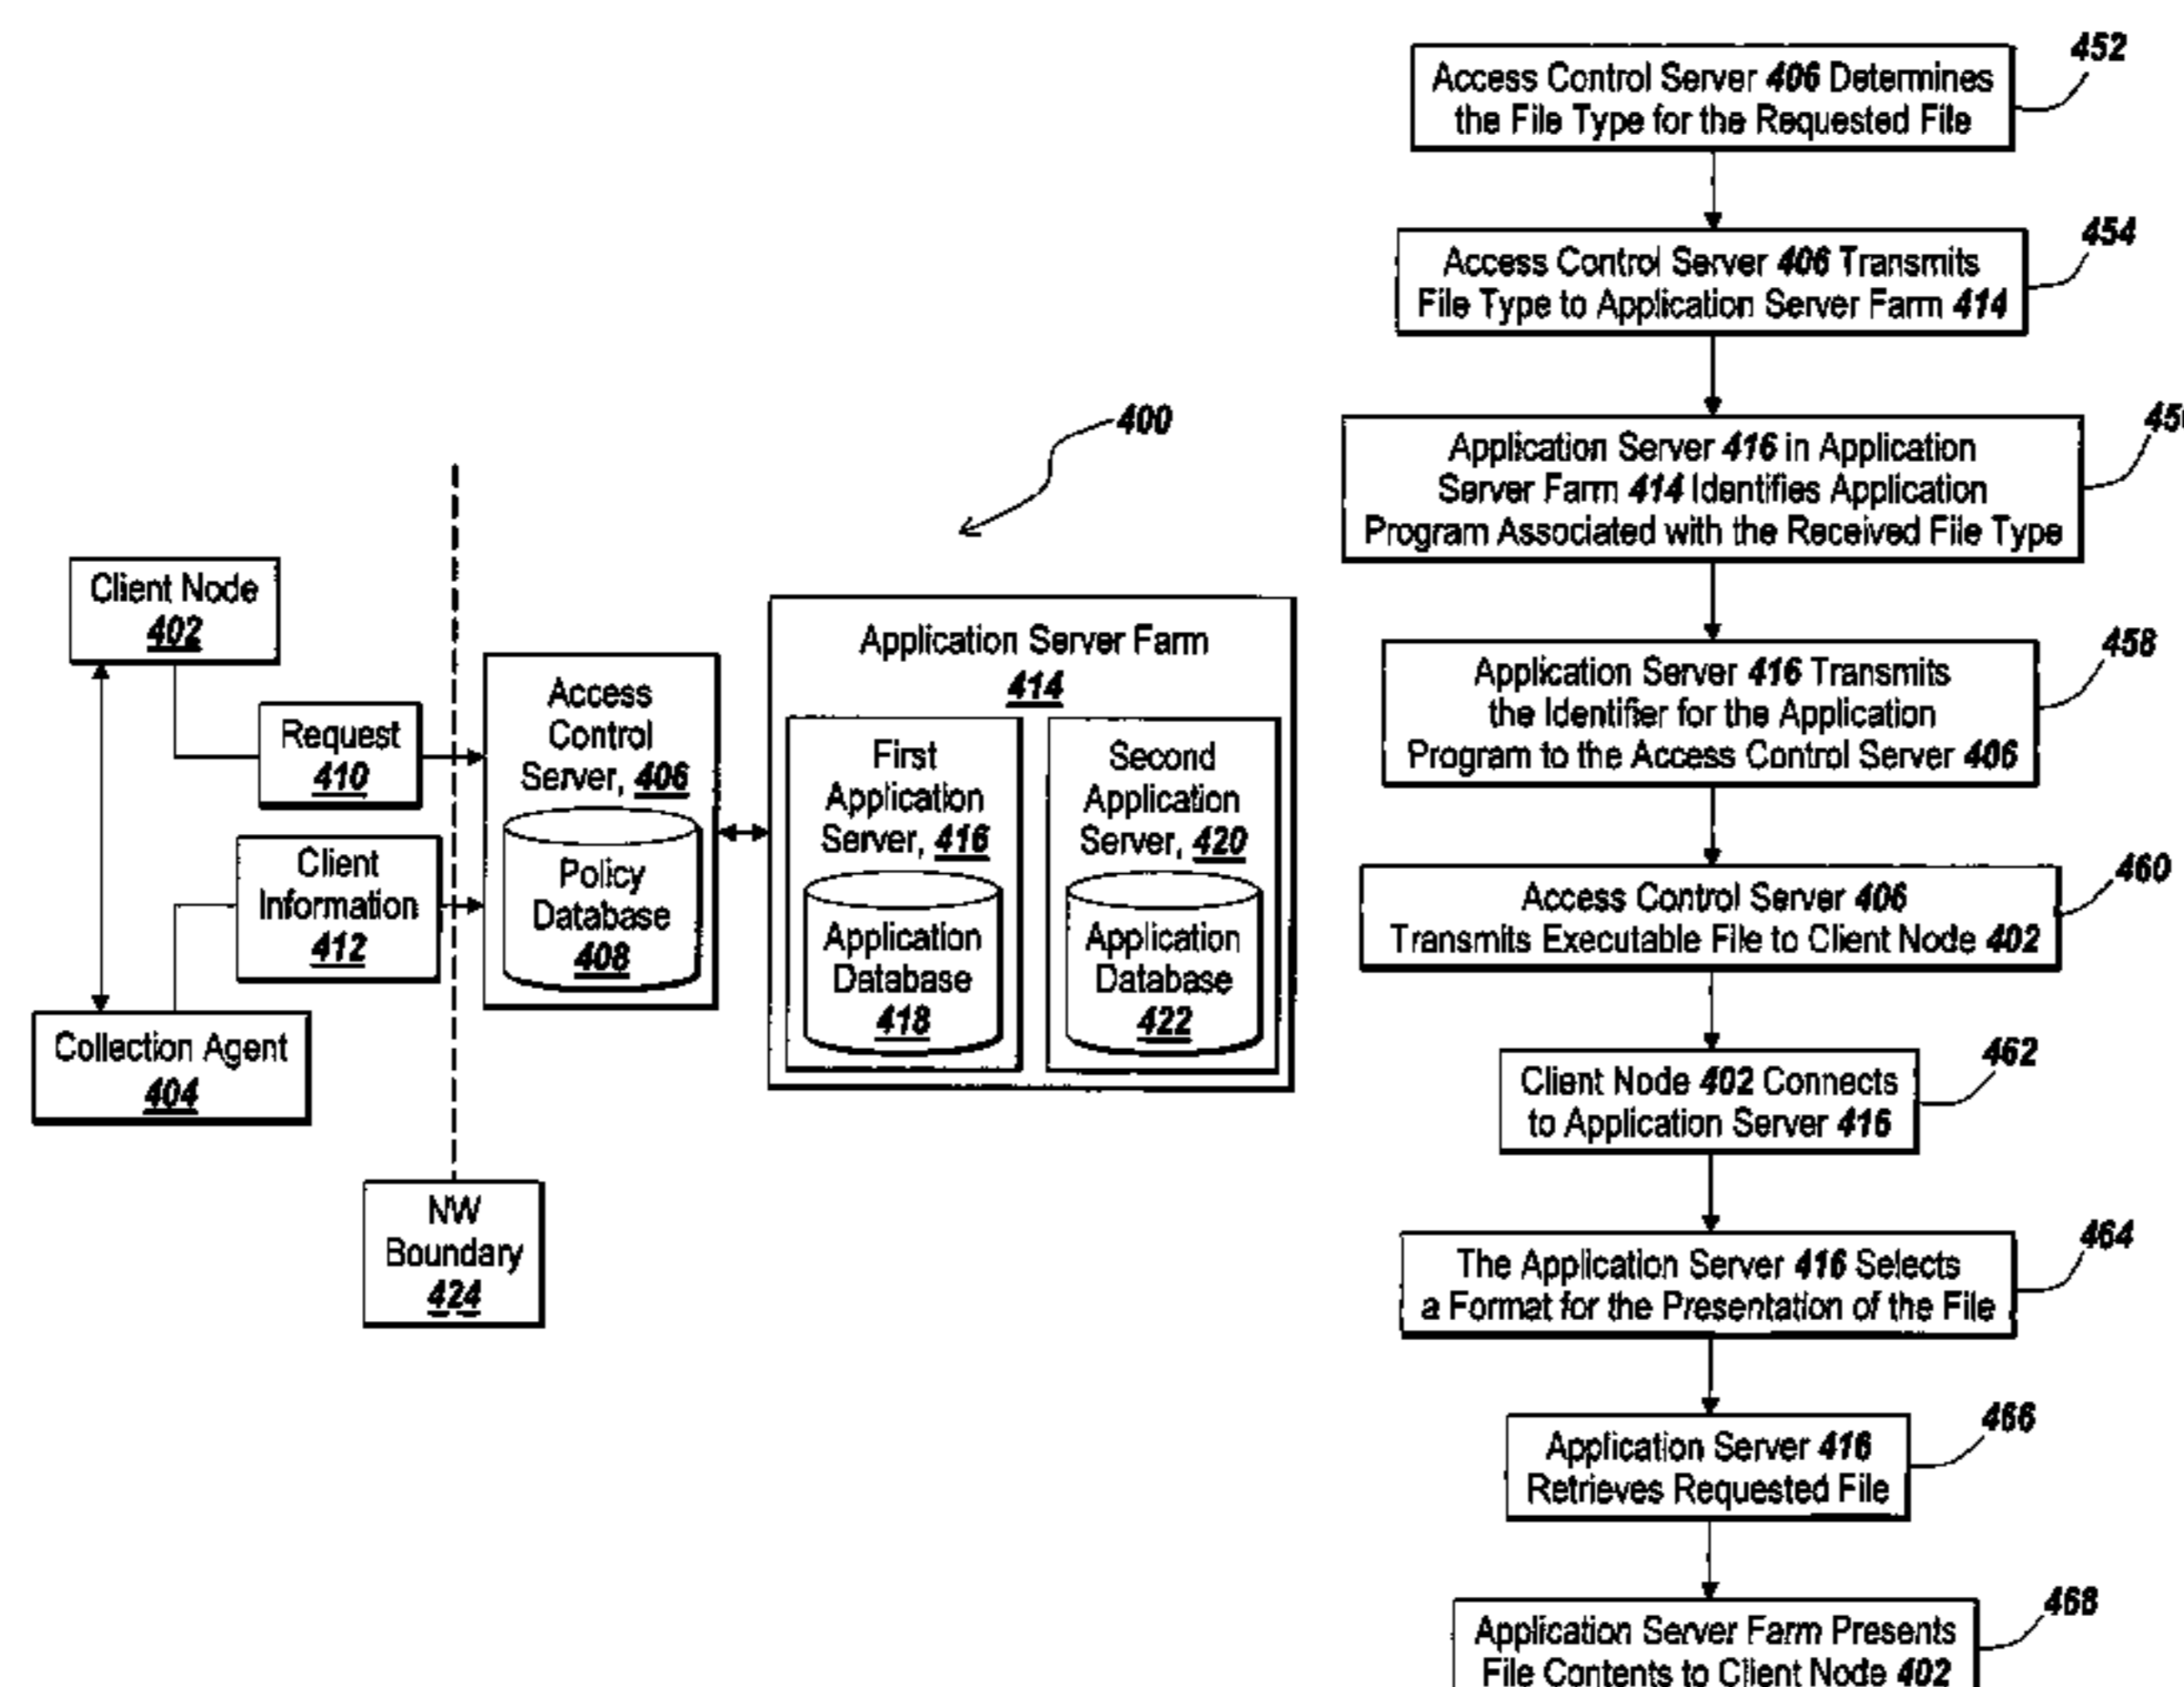 400
Client Node
402
Request
410
Client
Information
412
Collection Agent
404
NW
Boundary
424
Access
Control
Server, 406
Policy
Database
408
Application Server Farm
414
First
Application
Server, 416
Application
Database
418
Second
Application
Server, 420
Application
Database
422
452
Access Control Server 406 Determines
the File Type for the Requested File
454
Access Control Server 406 Transmits
File Type to Application Server Farm 414
Application Server 416 in Application
Server Farm 414 Identifies Application
Program Associated with the Received File Type
458
Application Server 416 Transmits
the Identifier for the Application
Program to the Access Control Server 406
460
Access Control Server 406
Transmits Executable File to Client Node 402
462
Client Node 402 Connects
to Application Server 416
464
The Application Server 416 Selects
a Format for the Presentation of the File
466
Application Server 416
Retrieves Requested File
468
Application Server Farm Presents
File Contents to Client Node 402